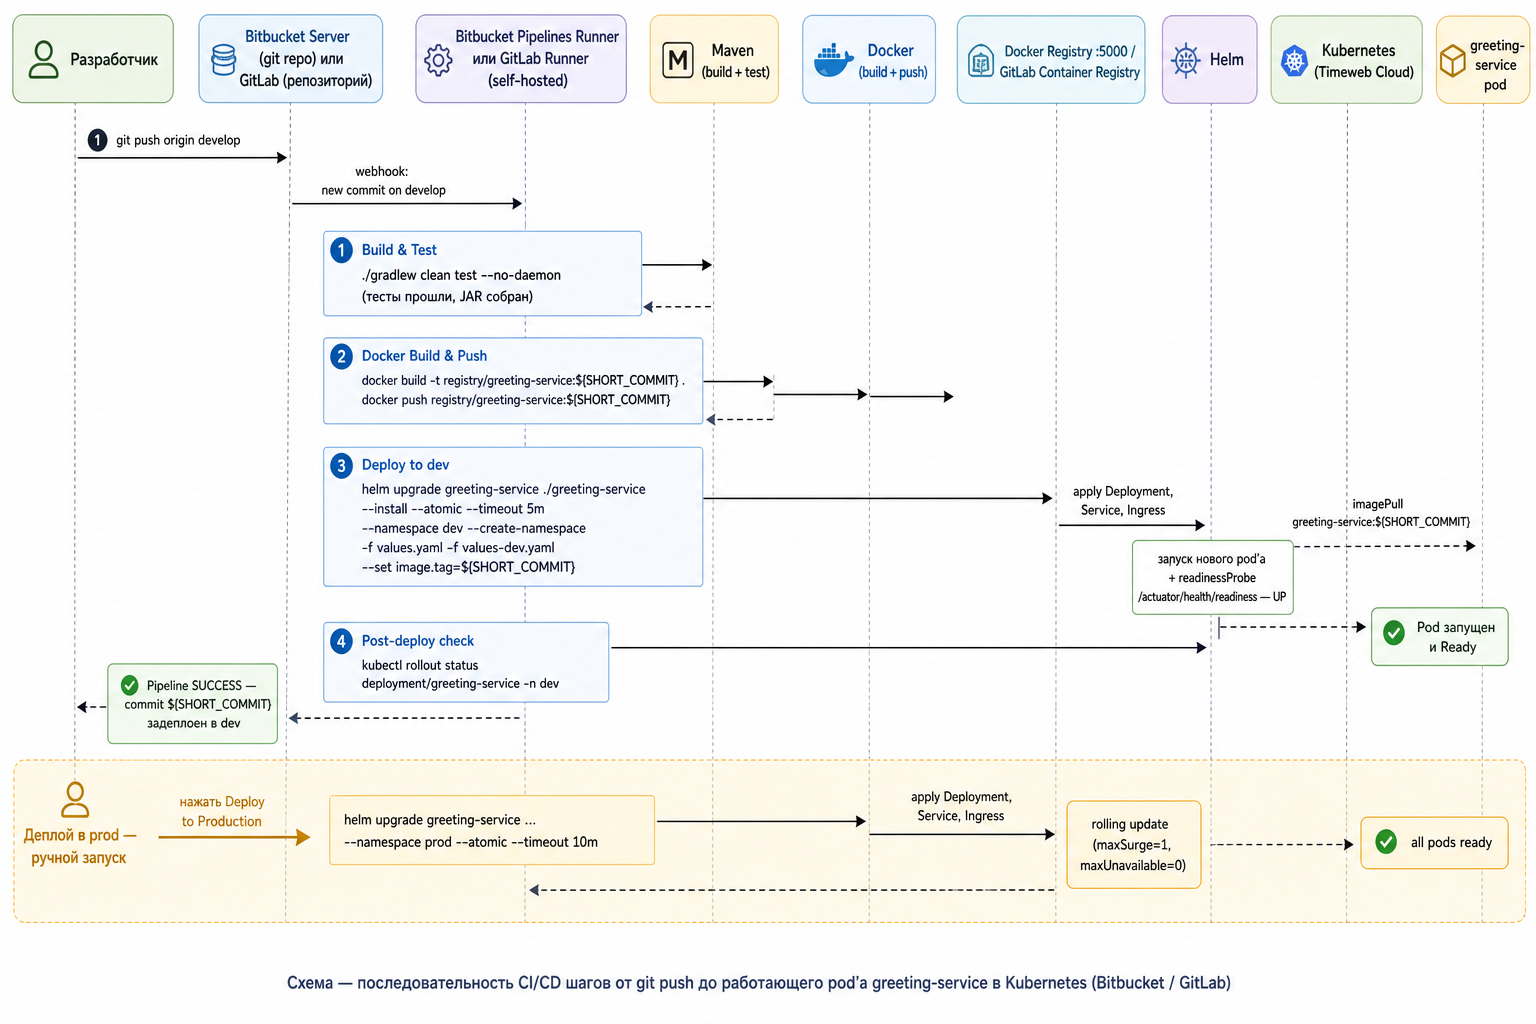 Разработчик
Bitbucket Server
(git repo) или
GitLab (репозиторий)
Bitbucket Pipelines Runner
или GitLab Runner
(self-hosted)
M
Maven
(build + test)
Docker
(build + push)
Docker Registry :5000 /
GitLab Container Registry
Helm
Kubernetes
(Timeweb Cloud)
greeting-
service
pod
1 git push origin develop
webhook:
new commit on develop
1 Build & Test
./gradlew clean test --no-daemon
(тесты прошли, JAR собран)
2 Docker Build & Push
docker build -t registry/greeting-service:${SHORT_COMMIT} .
docker push registry/greeting-service:${SHORT_COMMIT}
3 Deploy to dev
helm upgrade greeting-service ./greeting-service
--install --atomic --timeout 5m
--namespace dev --create-namespace
-f values.yaml -f values-dev.yaml
--set image.tag=${SHORT_COMMIT}
apply Deployment,
Service, Ingress
imagePull
greeting-service:${SHORT_COMMIT}
запуск нового pod'а
+ readinessProbe
/actuator/health/readiness — UP
Pod запущен
и Ready
4 Post-deploy check
kubectl rollout status
deployment/greeting-service -n dev
Pipeline SUCCESS —
commit ${SHORT_COMMIT}
задеплоен в dev
Деплой в prod —
ручной запуск
нажать Deploy
to Production
helm upgrade greeting-service ...
--namespace prod --atomic --timeout 10m
apply Deployment,
Service, Ingress
rolling update
(maxSurge=1,
maxUnavailable=0)
all pods ready
Схема — последовательность CI/CD шагов от git push до работающего pod'а greeting-service в Kubernetes (Bitbucket / GitLab)